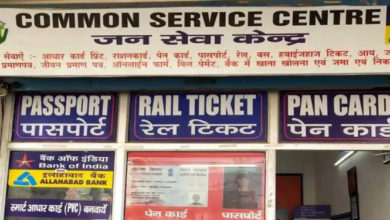 COMMON SERVICE CENTRE
जन सेवा केन्द्र
सेवाएं :- आधार कार्ड प्रिंट, राशनकार्ड, पेन कार्ड, पासपोर्ट, रेल, बस, हवाईजहाज टिकट, आय,
प्रमाणपत्र, जीवन प्रमाण पत्र, ऑनलाईन फार्म, बिल पेमेंट, बैंक में खाता खोलना एवं जमा एवं
PASSPORT
पासपोर्ट
RAIL TICKET
रेल टिकट
PAN CARD
पेन कार्ड
बैंक ऑफ इंडिया
Bank of India
इलाहाबाद बैंक
ALLAHABAD BANK
स्मार्ट आधार कार्ड (PVC) बनवायें
पेन कार्ड
पासपोर्ट